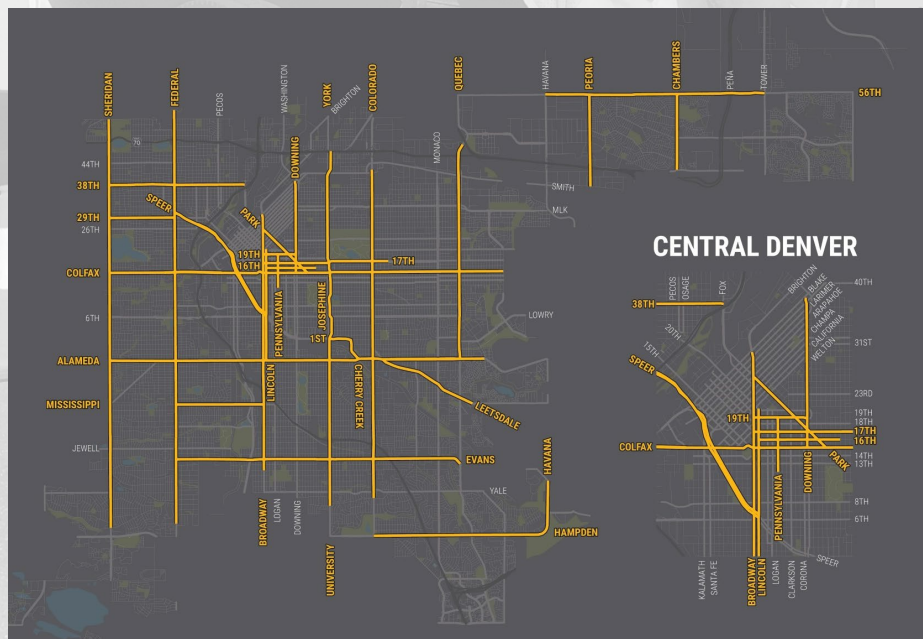 SHERIDAN
FEDERAL
PECOS
WASHINGTON
YORK
BRIGHTON
COLORADO
QUEBEC
HAVANA
PEORIA
CHAMBERS
PEÑA
TOWER
56TH
70
DOWNING
MONACO
44TH
38TH
SMITH
SPEER
PARK
MLK
29TH
26TH
19TH
17TH
16TH
COLFAX
CENTRAL DENVER
PENNSYLVANIA
JOSEPHINE
6TH
LOWRY
1ST
ALAMEDA
LINCOLN
CHERRY CREEK
MISSISSIPPI
LEETSDALE
JEWELL
EVANS
HAVANA
YALE
BROADWAY
LOGAN
DOWNING
HAMPDEN
UNIVERSITY
PECOS
OSAGE
FOX
BRIGHTON
BLAKE
LARIMER
ARAPAHOE
CHAMPA
CALIFORNIA
WELTON
40TH
38TH
20TH
15TH
31ST
SPEER
23RD
19TH
19TH
18TH
17TH
16TH
COLFAX
PARK
14TH
13TH
PENNSYLVANIA
DOWNING
8TH
6TH
SPEER
KALAMATH
SANTA FE
BROADWAY
LINCOLN
LOGAN
CLARKSON
CORONA